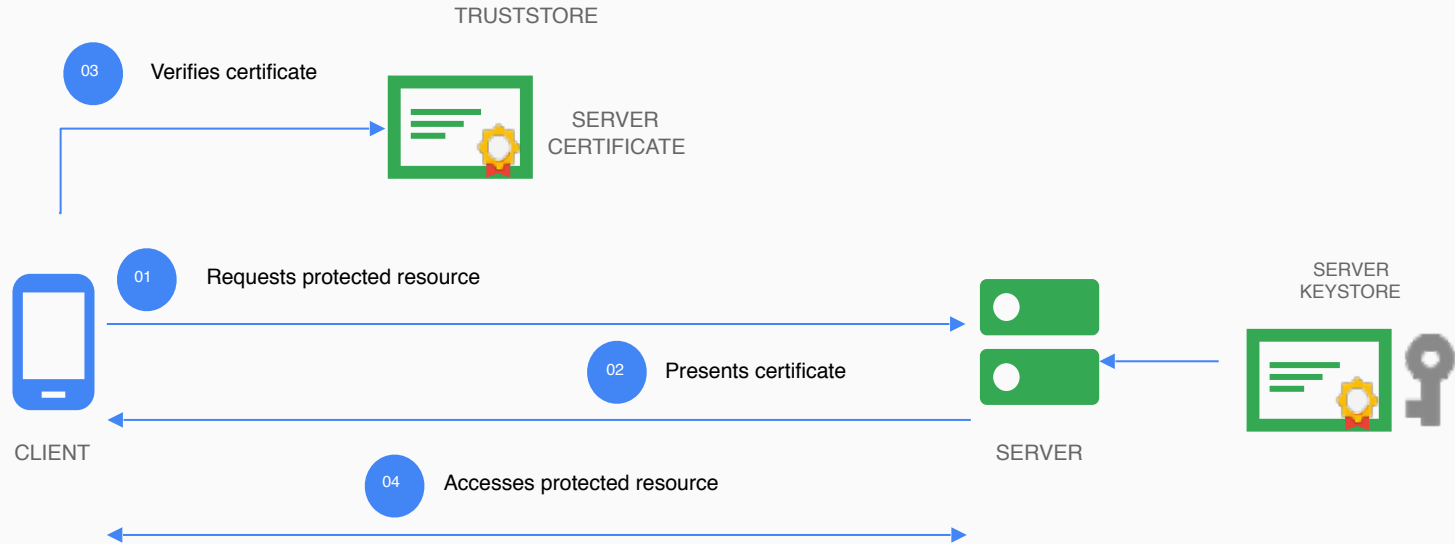 TRUSTSTORE
03
Verifies certificate
SERVER
CERTIFICATE
01
Requests protected resource
SERVER
KEYSTORE
02
Presents certificate
CLIENT
SERVER
04
Accesses protected resource